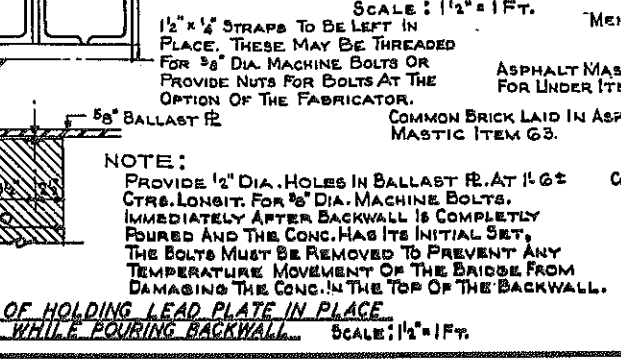 SCALE: 1½" = 1 FT.
1½" x ¼" STRAPS TO BE LEFT IN
PLACE. THESE MAY BE THREADED
FOR ⅜" DIA. MACHINE BOLTS OR
PROVIDE NUTS FOR BOLTS AT THE
OPTION OF THE FABRICATOR.
ASPHALT MAS
FOR UNDER ITE
⅝" BALLAST PL
COMMON BRICK LAID IN ASP
MASTIC ITEM 63.
NOTE:
PROVIDE ½" DIA. HOLES IN BALLAST PL. AT 1'-6"±
CTRS. LONGIT. FOR ⅜" DIA. MACHINE BOLTS.
IMMEDIATELY AFTER BACKWALL IS COMPLETLY
POURED AND THE CONC. HAS ITS INITIAL SET,
THE BOLTS MUST BE REMOVED TO PREVENT ANY
TEMPERATURE MOVEMENT OF THE BRIDGE FROM
DAMAGING THE CONC. IN THE TOP OF THE BACKWALL.
OF HOLDING LEAD PLATE IN PLACE
WHILE POURING BACKWALL SCALE: 1½" = 1 FT.